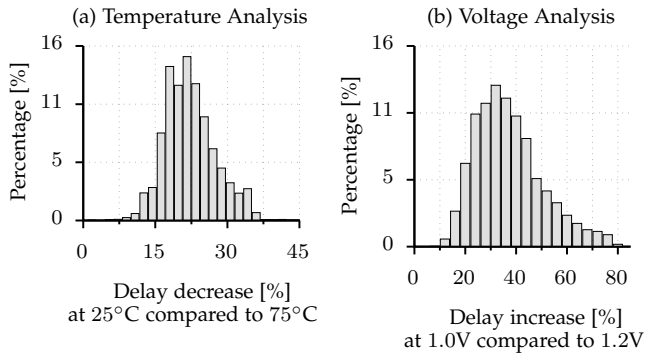 (a) Temperature Analysis
Percentage [%]
16
11
5
0
0 15 30 45
Delay decrease [%]
at 25°C compared to 75°C
(b) Voltage Analysis
Percentage [%]
16
11
5
0
0 20 40 60 80
Delay increase [%]
at 1.0V compared to 1.2V